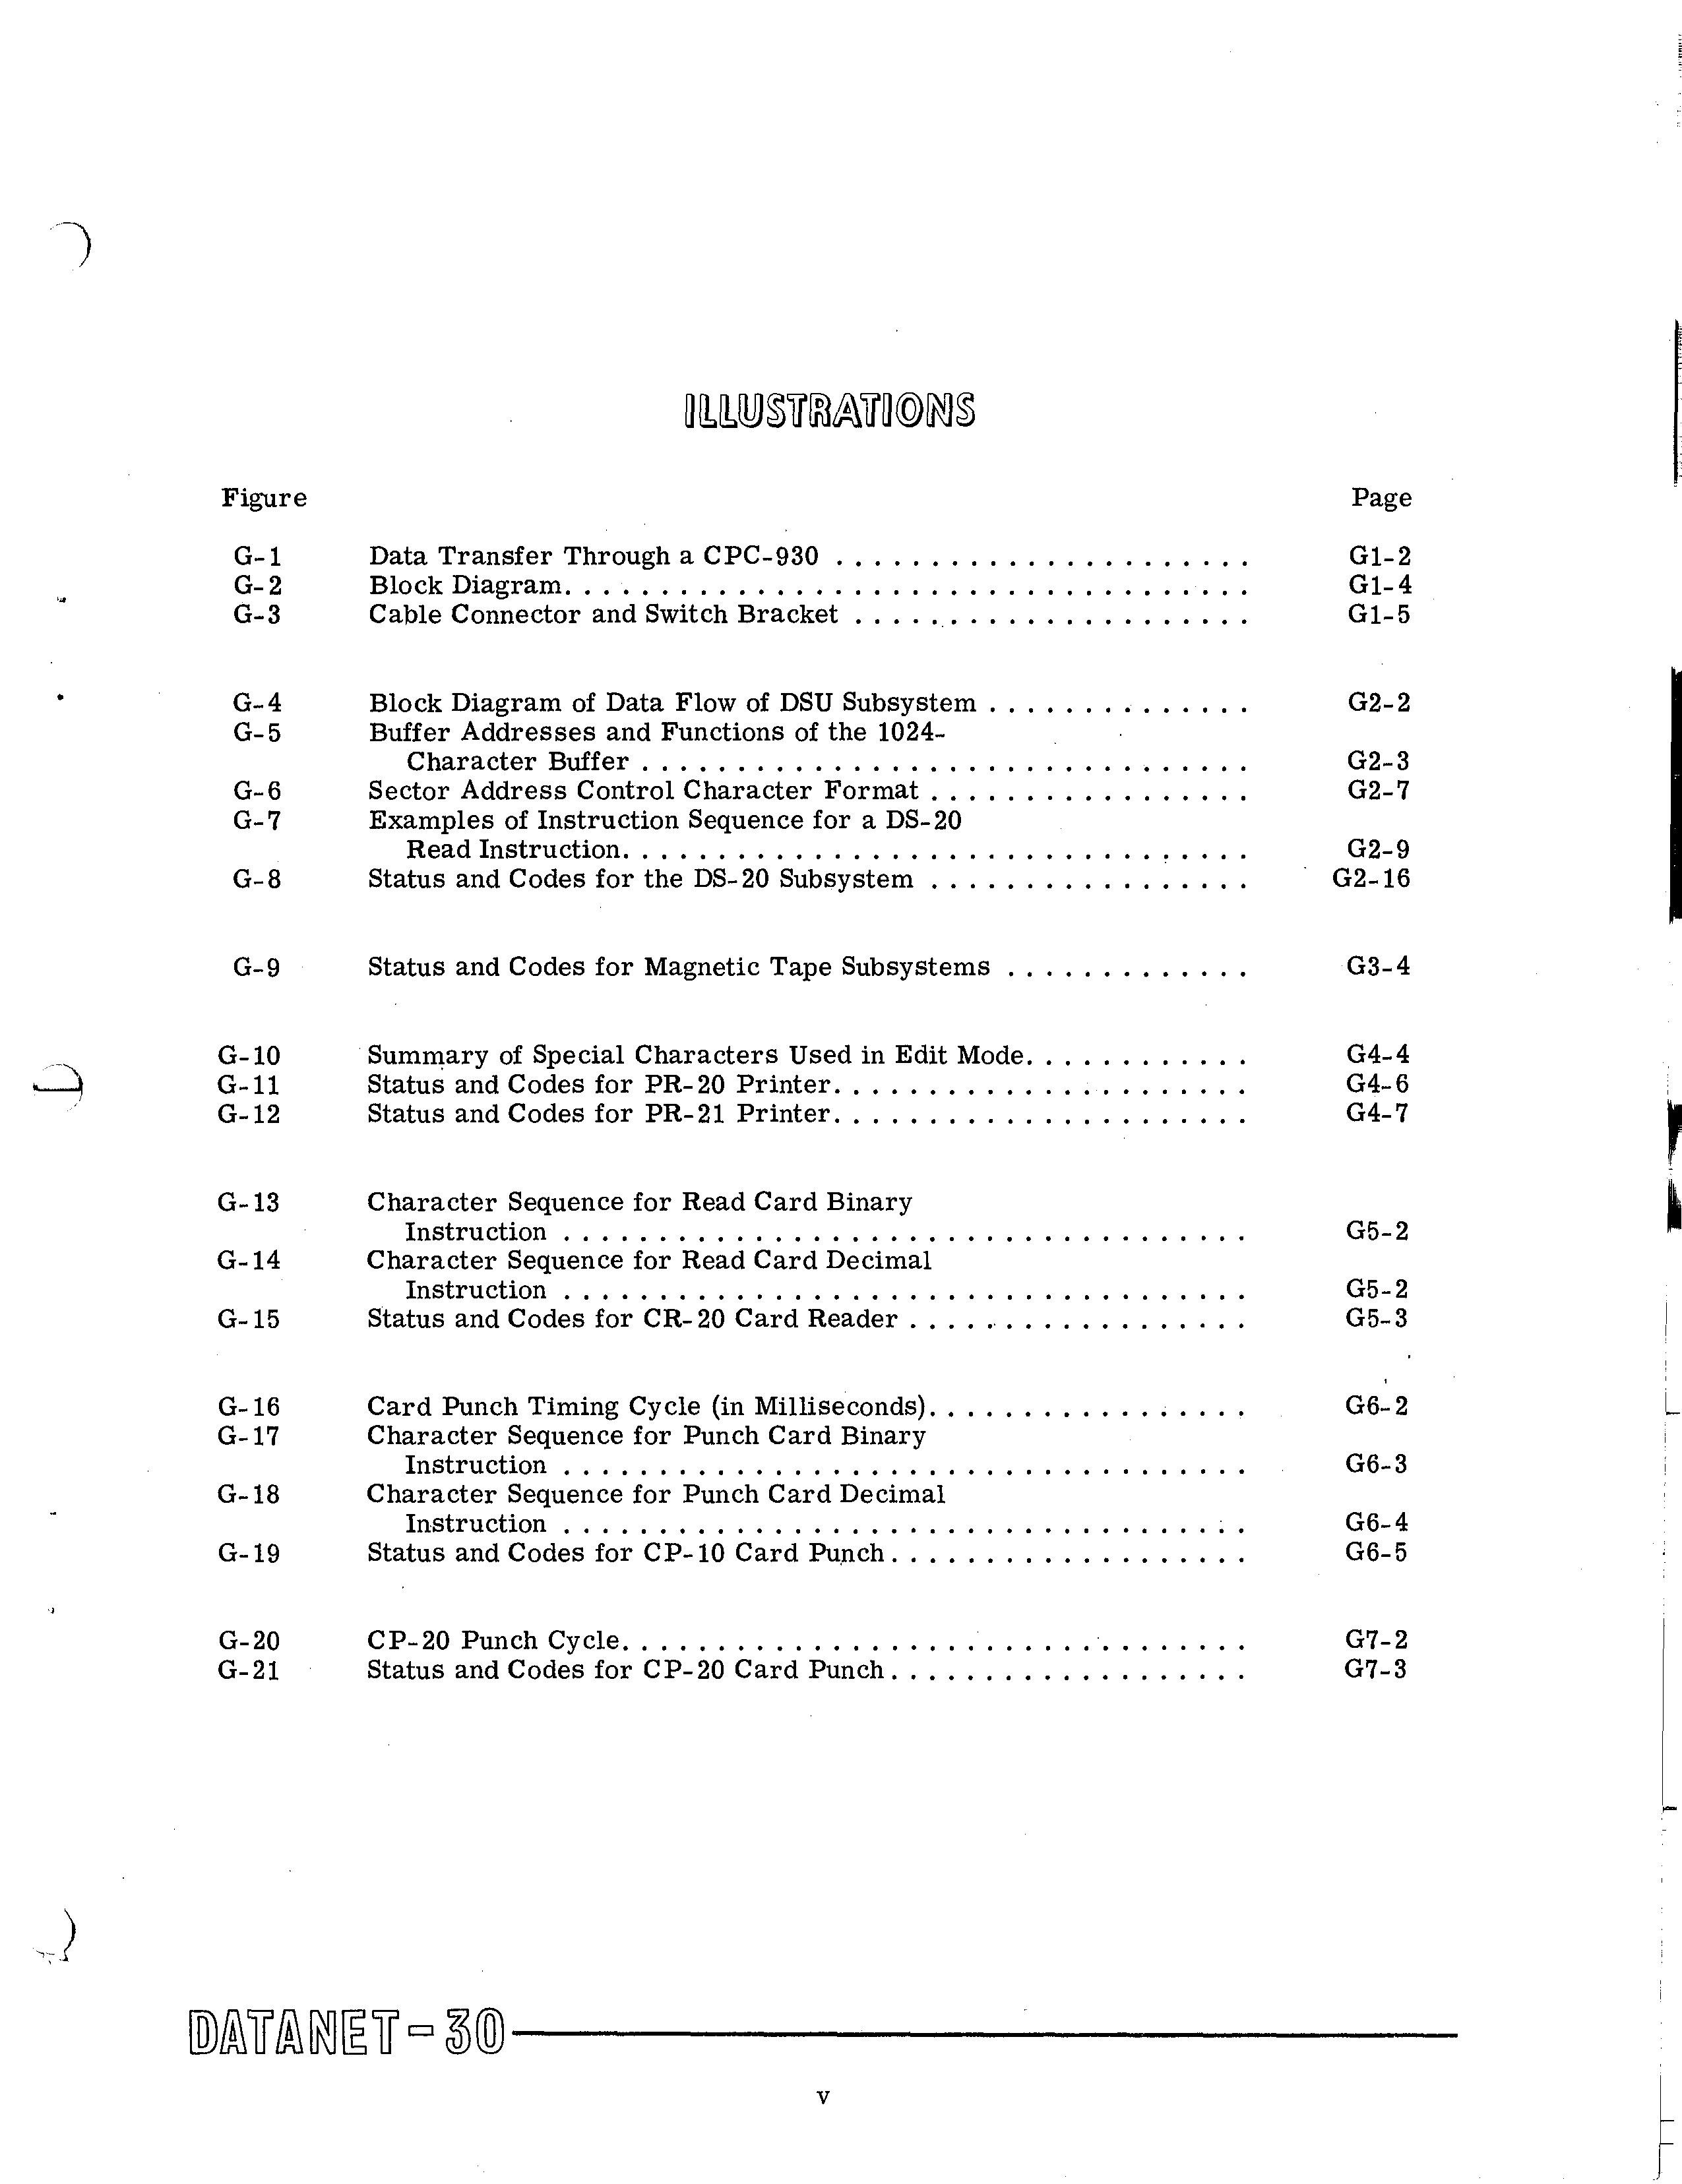 ILLUSTRATIONS
Figure Page
G-1 Data Transfer Through a CPC-930 . . . . . . . . . . . . . . . . . . . . . . G1-2
G-2 Block Diagram. . . . . . . . . . . . . . . . . . . . . . . . . . . . . . . . . . . . G1-4
G-3 Cable Connector and Switch Bracket . . . . . . . . . . . . . . . . . . . . . G1-5
G-4 Block Diagram of Data Flow of DSU Subsystem . . . . . . . . . . . . . . G2-2
G-5 Buffer Addresses and Functions of the 1024-
Character Buffer . . . . . . . . . . . . . . . . . . . . . . . . . . . . . . . . G2-3
G-6 Sector Address Control Character Format . . . . . . . . . . . . . . . . . G2-7
G-7 Examples of Instruction Sequence for a DS-20
Read Instruction. . . . . . . . . . . . . . . . . . . . . . . . . . . . . . . . . G2-9
G-8 Status and Codes for the DS-20 Subsystem . . . . . . . . . . . . . . . . . G2-16
G-9 Status and Codes for Magnetic Tape Subsystems . . . . . . . . . . . . . G3-4
G-10 Summary of Special Characters Used in Edit Mode. . . . . . . . . . . . G4-4
G-11 Status and Codes for PR-20 Printer. . . . . . . . . . . . . . . . . . . . . . G4-6
G-12 Status and Codes for PR-21 Printer. . . . . . . . . . . . . . . . . . . . . . G4-7
G-13 Character Sequence for Read Card Binary
Instruction . . . . . . . . . . . . . . . . . . . . . . . . . . . . . . . . . . . . G5-2
G-14 Character Sequence for Read Card Decimal
Instruction . . . . . . . . . . . . . . . . . . . . . . . . . . . . . . . . . . . . G5-2
G-15 Status and Codes for CR-20 Card Reader . . . . . . . . . . . . . . . . . . G5-3
G-16 Card Punch Timing Cycle (in Milliseconds). . . . . . . . . . . . . . . . . G6-2
G-17 Character Sequence for Punch Card Binary
Instruction . . . . . . . . . . . . . . . . . . . . . . . . . . . . . . . . . . . . G6-3
G-18 Character Sequence for Punch Card Decimal
Instruction . . . . . . . . . . . . . . . . . . . . . . . . . . . . . . . . . . . . G6-4
G-19 Status and Codes for CP-10 Card Punch. . . . . . . . . . . . . . . . . . . G6-5
G-20 CP-20 Punch Cycle. . . . . . . . . . . . . . . . . . . . . . . . . . . . . . . . . G7-2
G-21 Status and Codes for CP-20 Card Punch. . . . . . . . . . . . . . . . . . . G7-3
DATANET-30
v